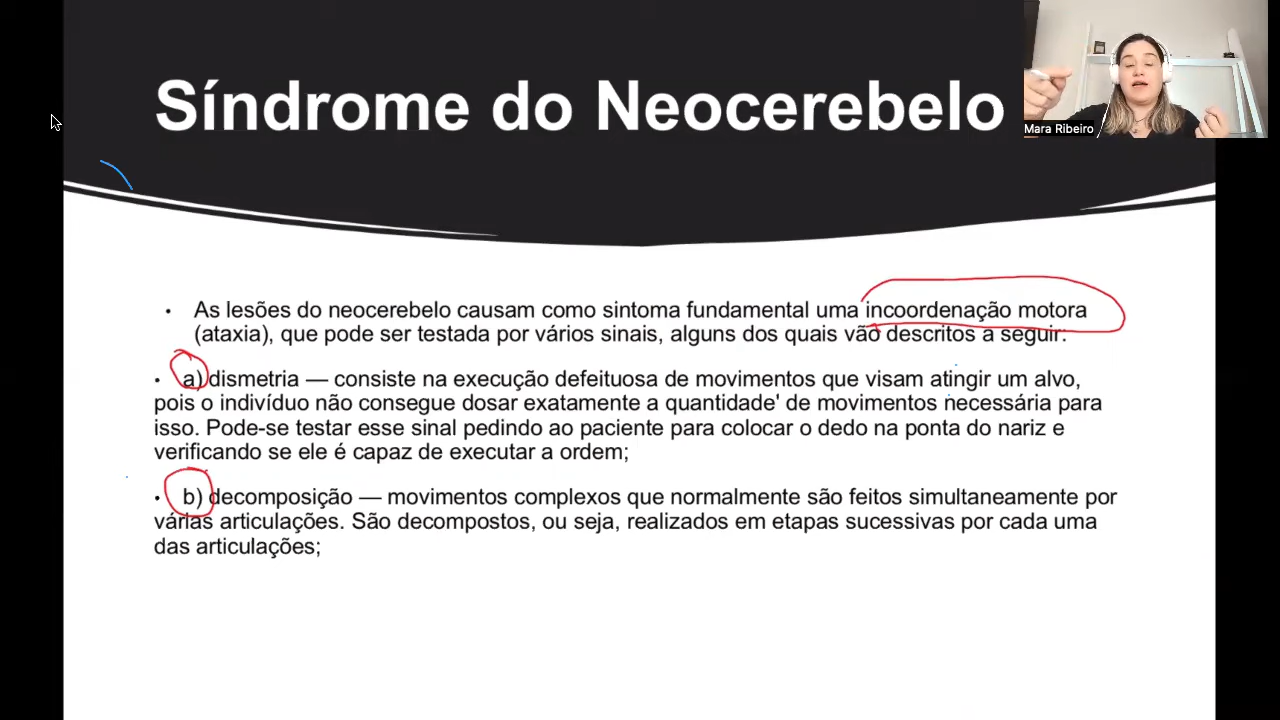 Síndrome do Neocerebelo
Mara Ribeiro
• As lesões do neocerebelo causam como sintoma fundamental uma incoordenação motora
(ataxia), que pode ser testada por vários sinais, alguns dos quais vão descritos a seguir:
• a) dismetria — consiste na execução defeituosa de movimentos que visam atingir um alvo,
pois o indivíduo não consegue dosar exatamente a quantidade' de movimentos necessária para
isso. Pode-se testar esse sinal pedindo ao paciente para colocar o dedo na ponta do nariz e
verificando se ele é capaz de executar a ordem;
• b) decomposição — movimentos complexos que normalmente são feitos simultaneamente por
várias articulações. São decompostos, ou seja, realizados em etapas sucessivas por cada uma
das articulações;